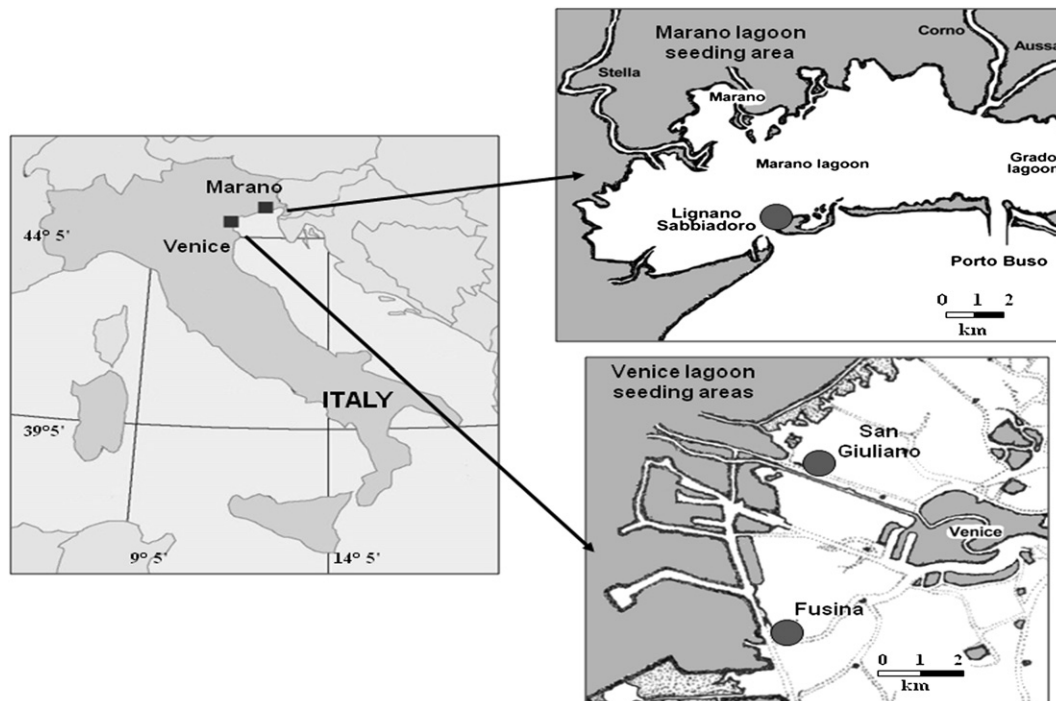 Marano
Venice
44° 5'
ITALY
39°5'
9° 5'
14° 5'
Marano lagoon
seeding area
Corno
Aussa
Stella
Marano
Marano lagoon
Grado
lagoon
Lignano
Sabbiadoro
Porto Buso
0 1 2
km
Venice lagoon
seeding areas
San
Giuliano
Venice
Fusina
0 1 2
km